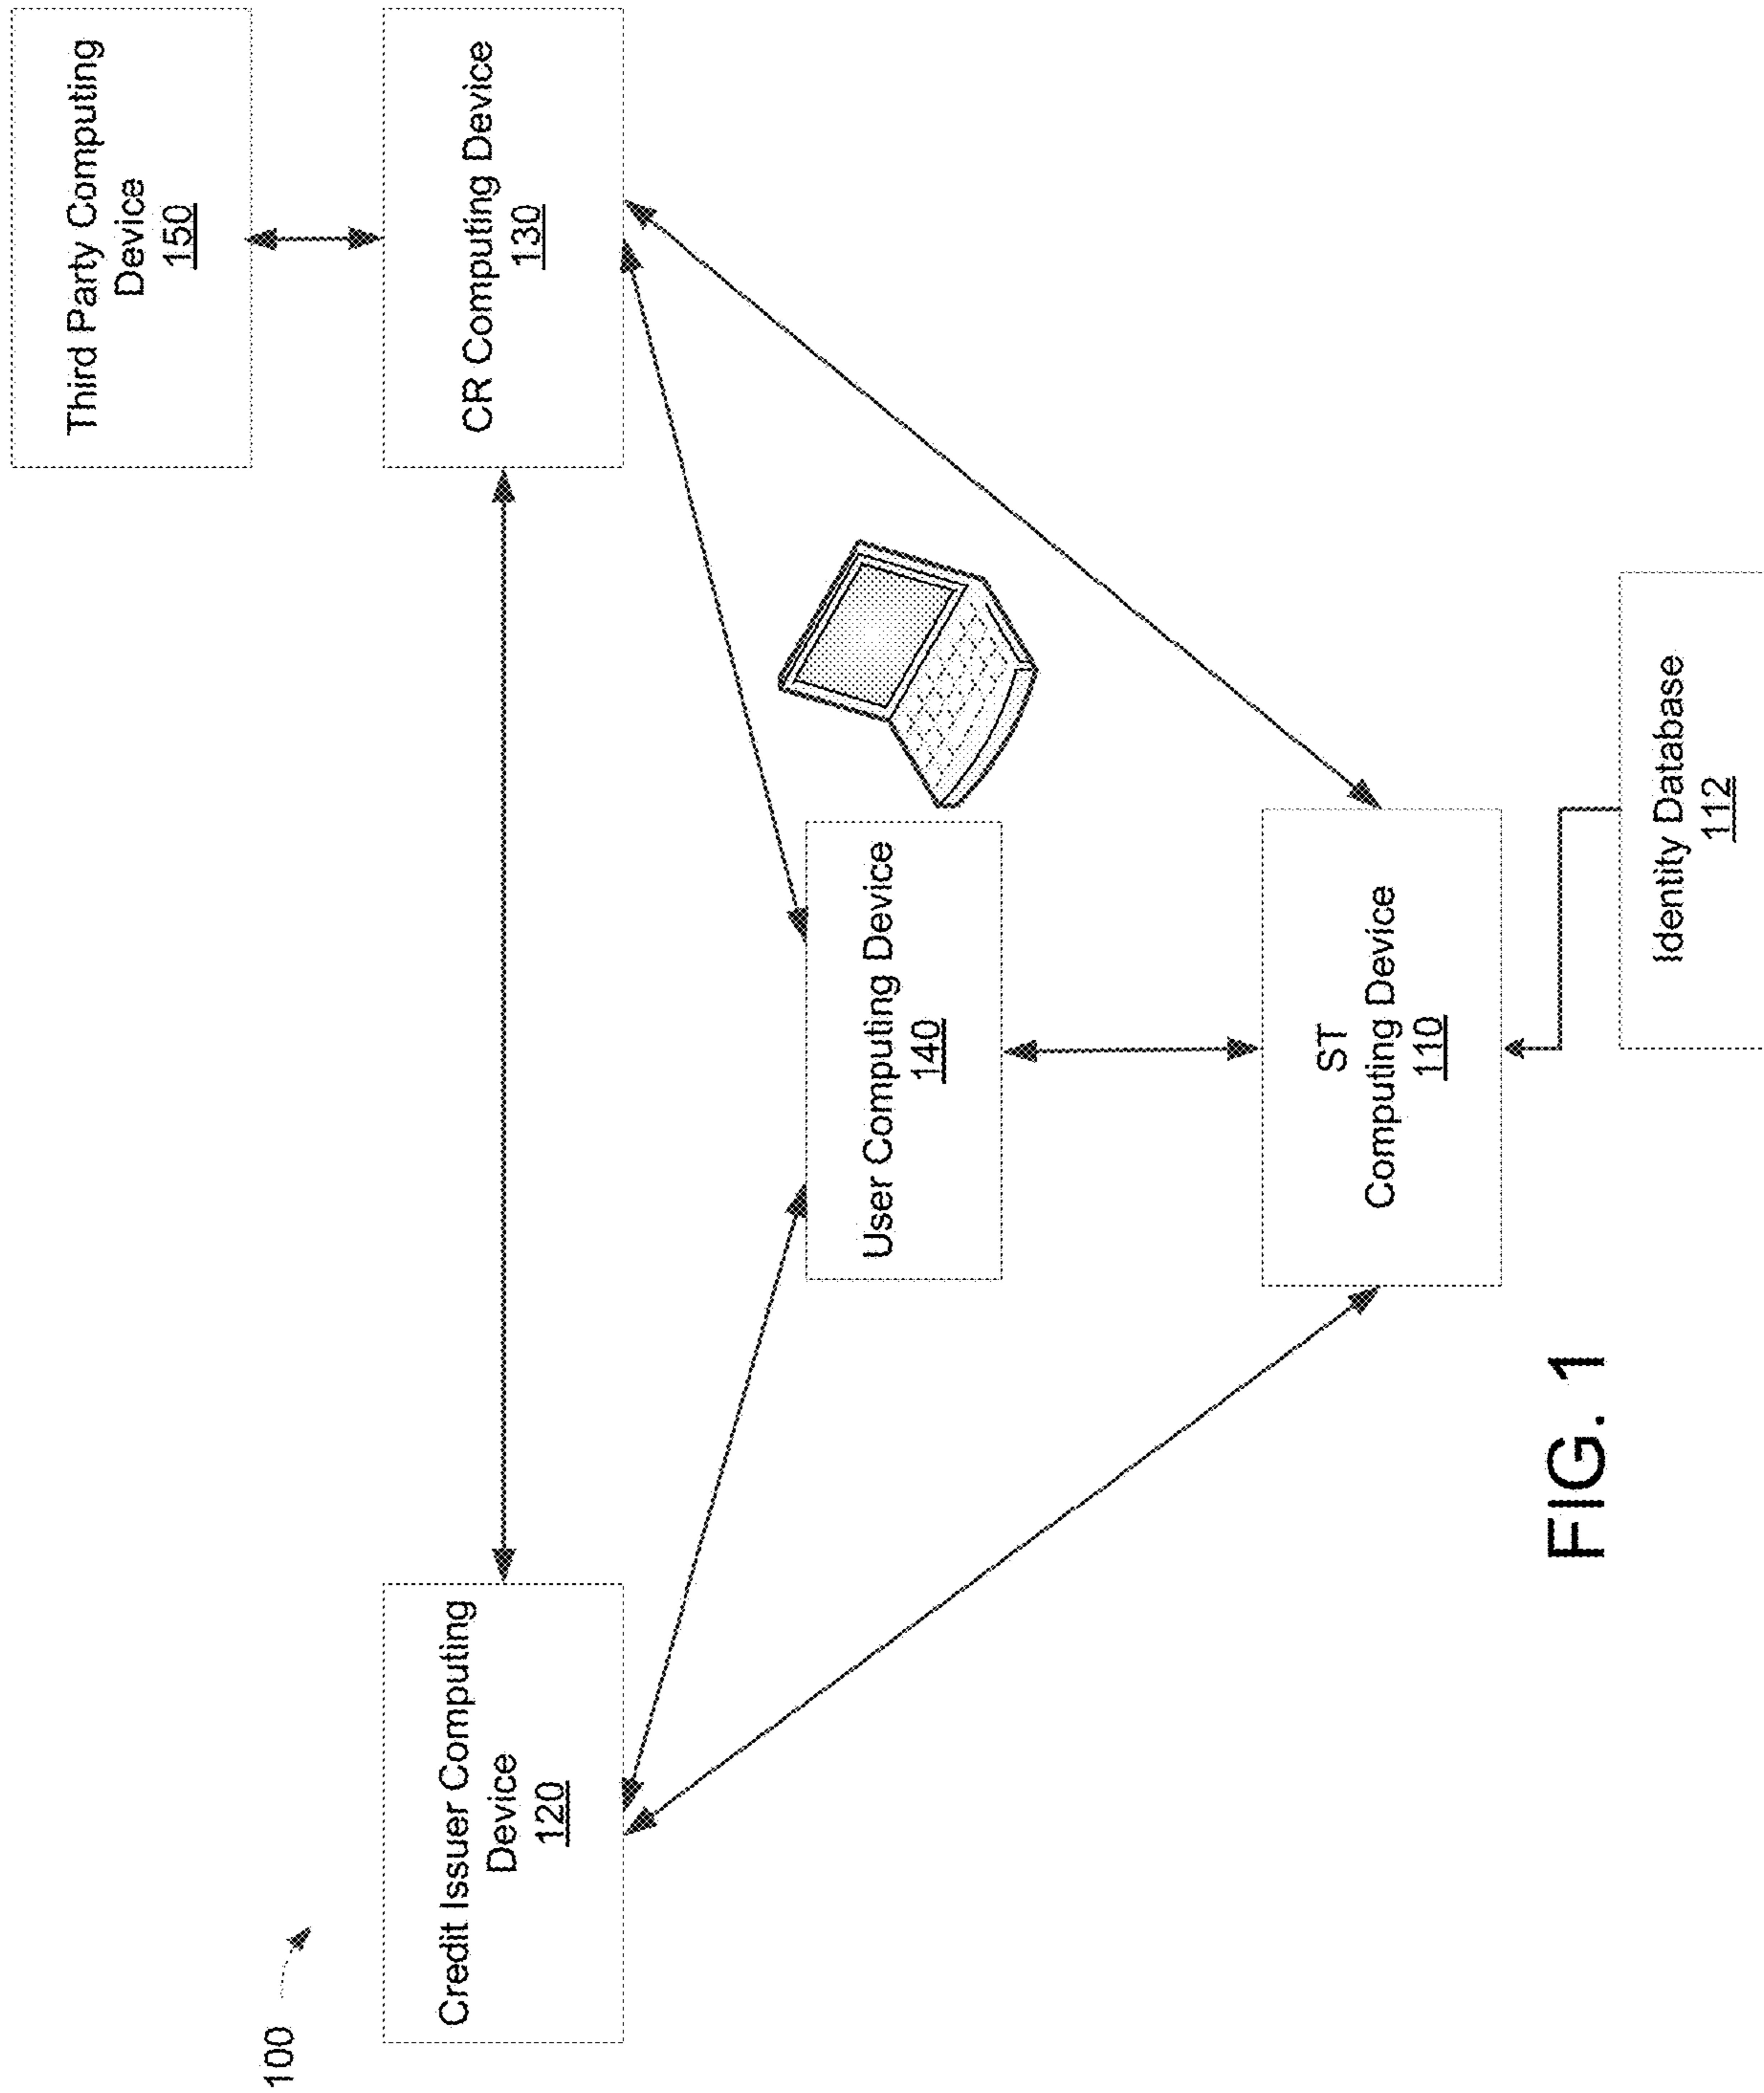 100
Credit Issuer Computing
Device
120
Third Party Computing
Device
150
CR Computing Device
130
User Computing Device
140
ST
Computing Device
110
Identity Database
112
FIG. 1